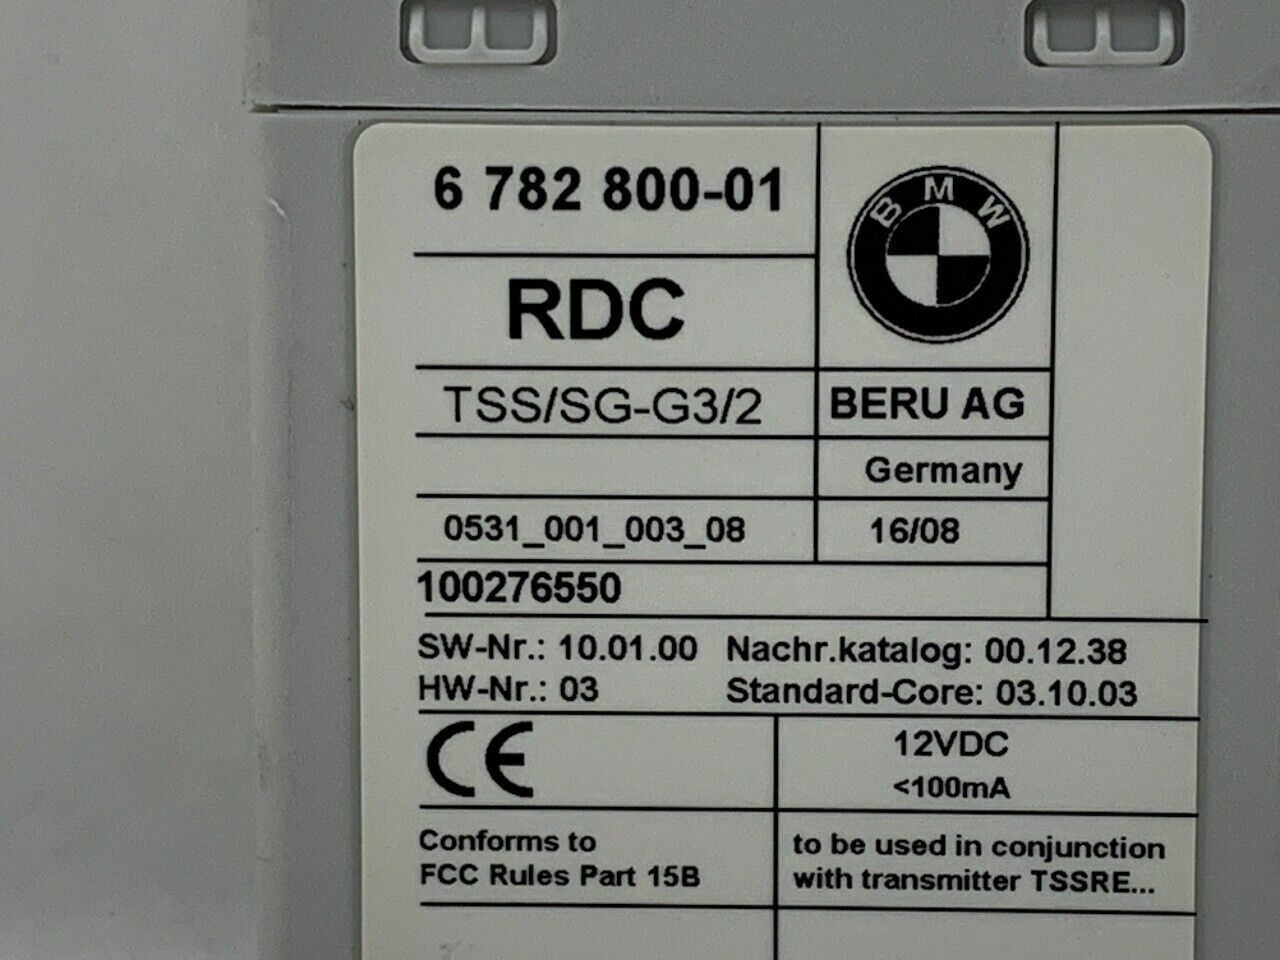 6 782 800-01
BMW
RDC
TSS/SG-G3/2
BERU AG
Germany
0531_001_003_08
16/08
100276550
SW-Nr.: 10.01.00 Nachr.katalog: 00.12.38
HW-Nr.: 03 Standard-Core: 03.10.03
CE
12VDC
<100mA
Conforms to
FCC Rules Part 15B
to be used in conjunction
with transmitter TSSRE...